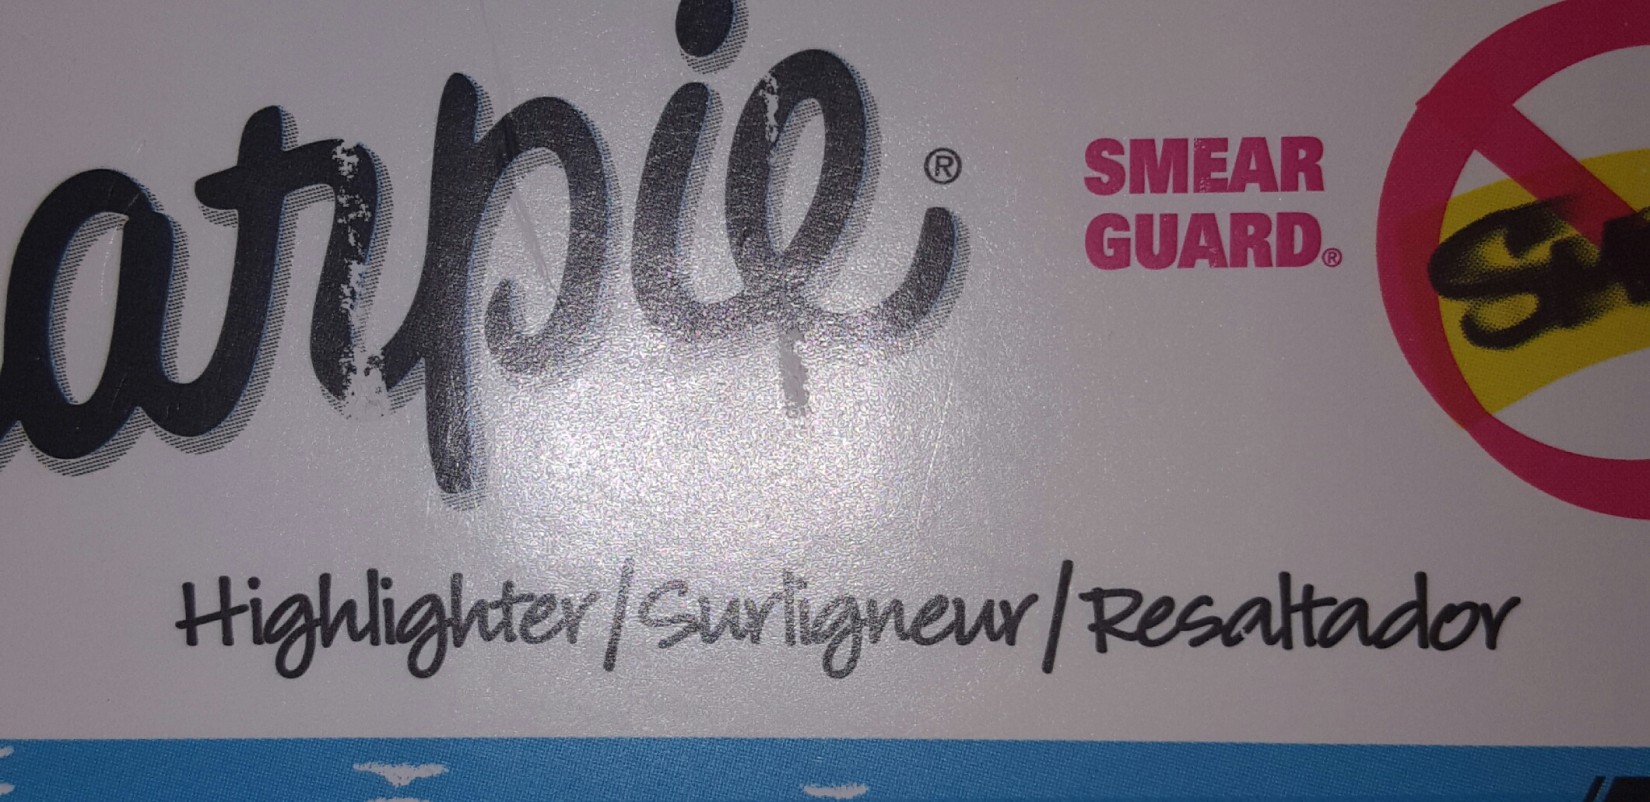 arpie®
SMEAR
GUARD®
Highlighter/Surligneur/Resaltador